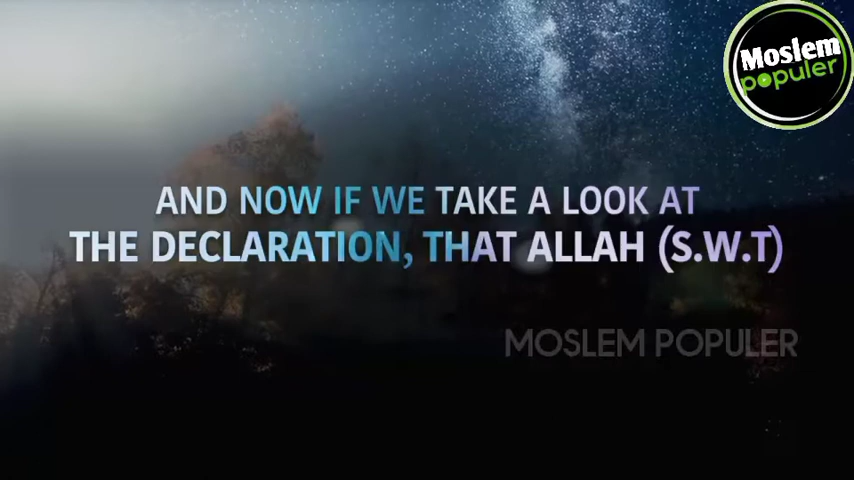 Moslem
populer
AND NOW IF WE TAKE A LOOK AT
THE DECLARATION, THAT ALLAH (S.W.T)
MOSLEM POPULER